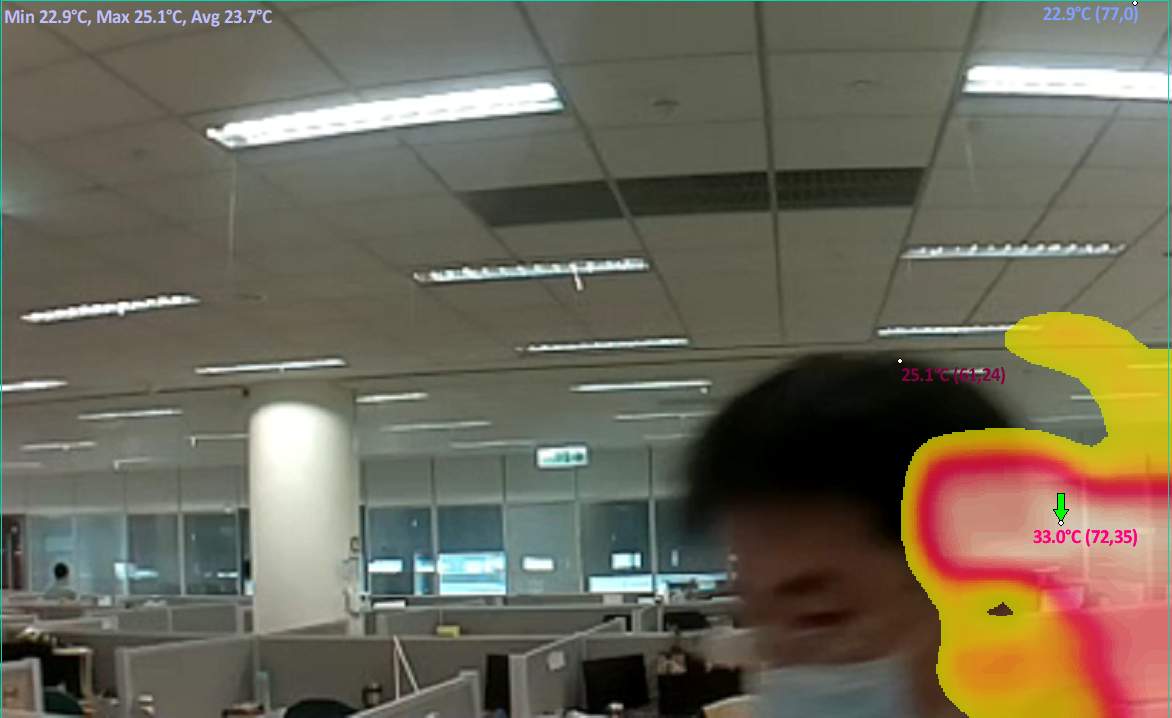 Min 22.9°C, Max 25.1°C, Avg 23.7°C
22.9°C (77,0)
25.1°C (61,24)
33.0°C (72,35)